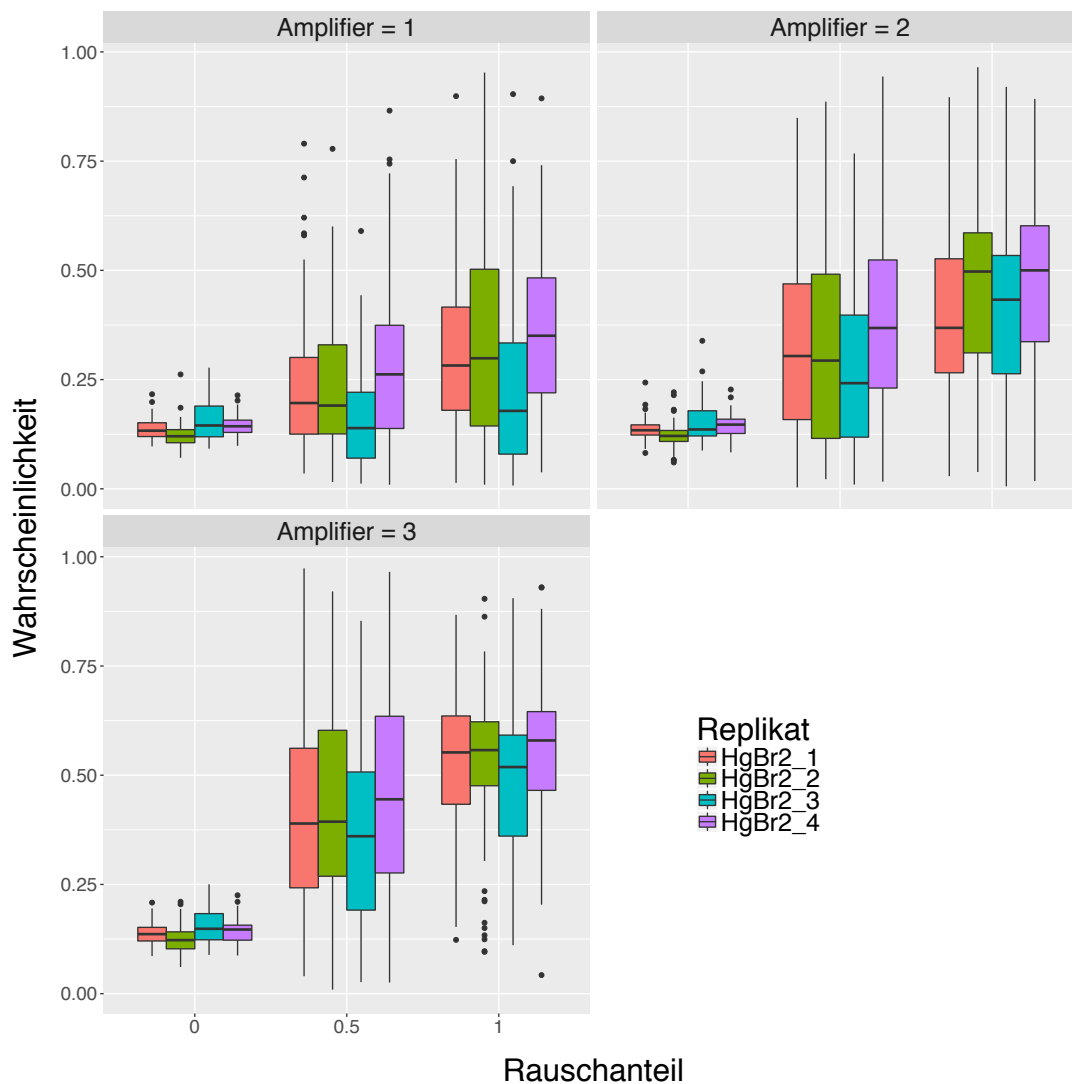 Amplifier = 1
Amplifier = 2
1.00
0.75
0.50
0.25
0.00
Amplifier = 3
1.00
0.75
0.50
0.25
0.00
0
0.5
1
Wahrscheinlichkeit
Rauschanteil
Replikat
HgBr2_1
HgBr2_2
HgBr2_3
HgBr2_4